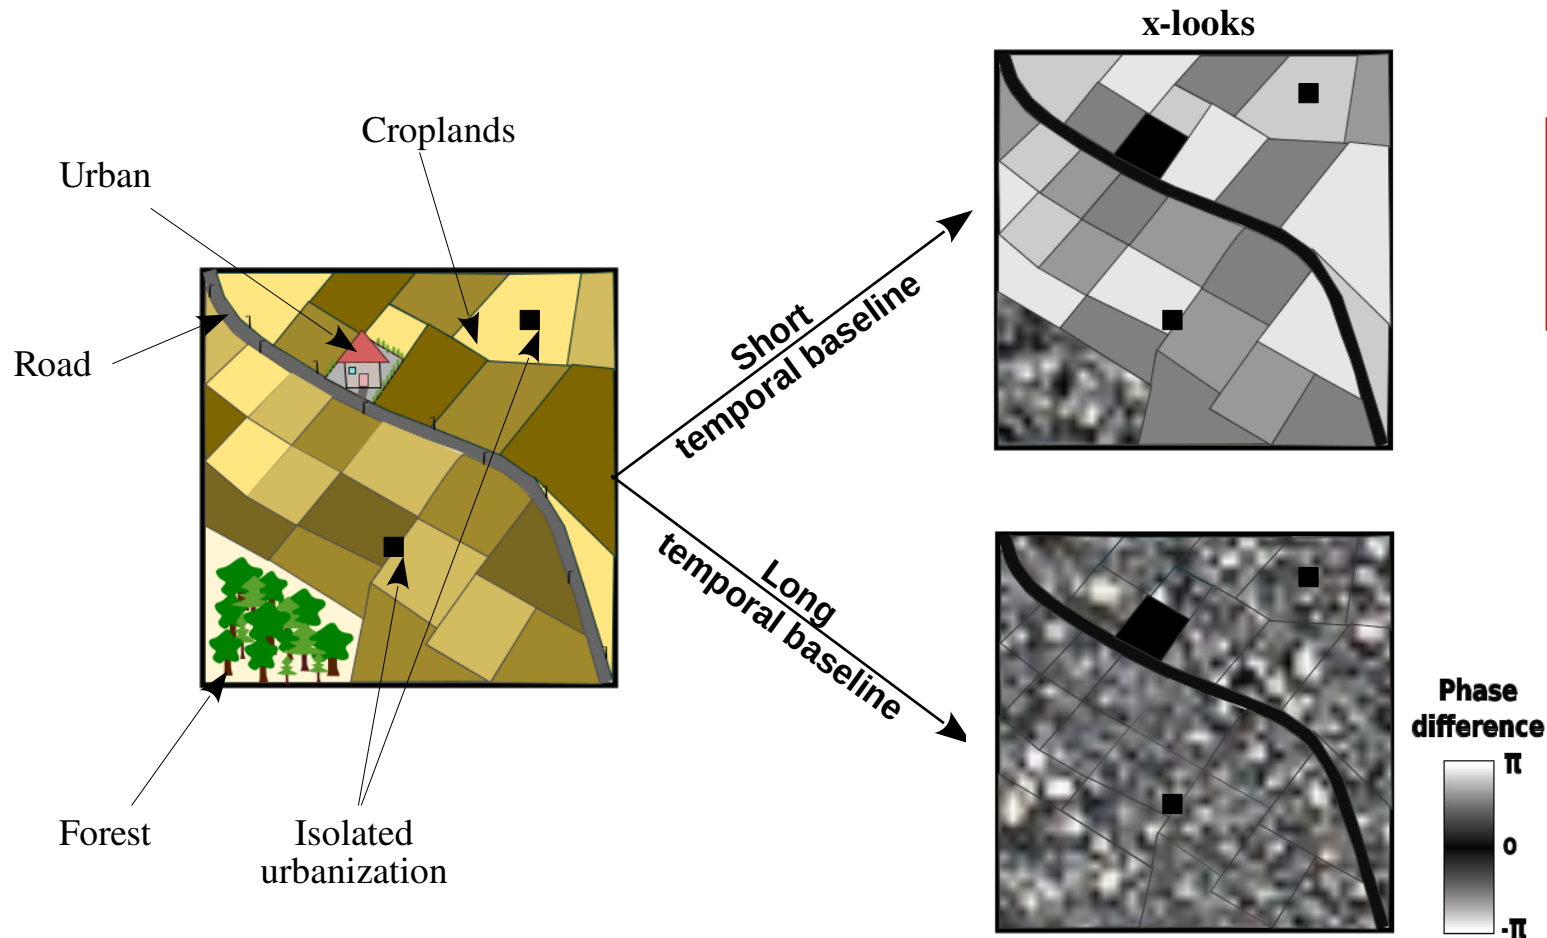 x-looks
Croplands
Urban
Road
Short
temporal baseline
Long
temporal baseline
Forest
Isolated
urbanization
Phase
difference
π
0
-π